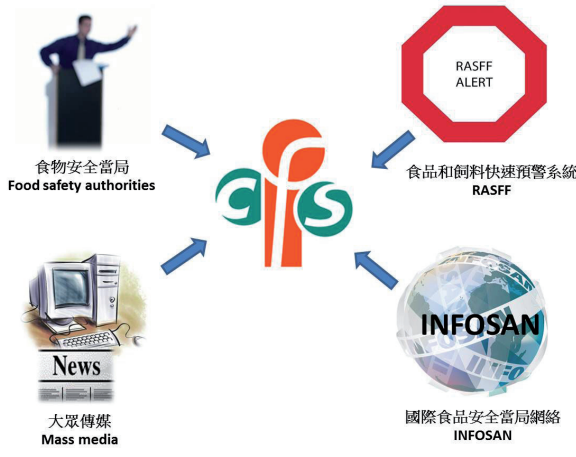 食物安全當局
Food safety authorities
RASFF
ALERT
食品和飼料快速預警系統
RASFF
cfs
News
大眾傳媒
Mass media
INFOSAN
國際食品安全當局網絡
INFOSAN